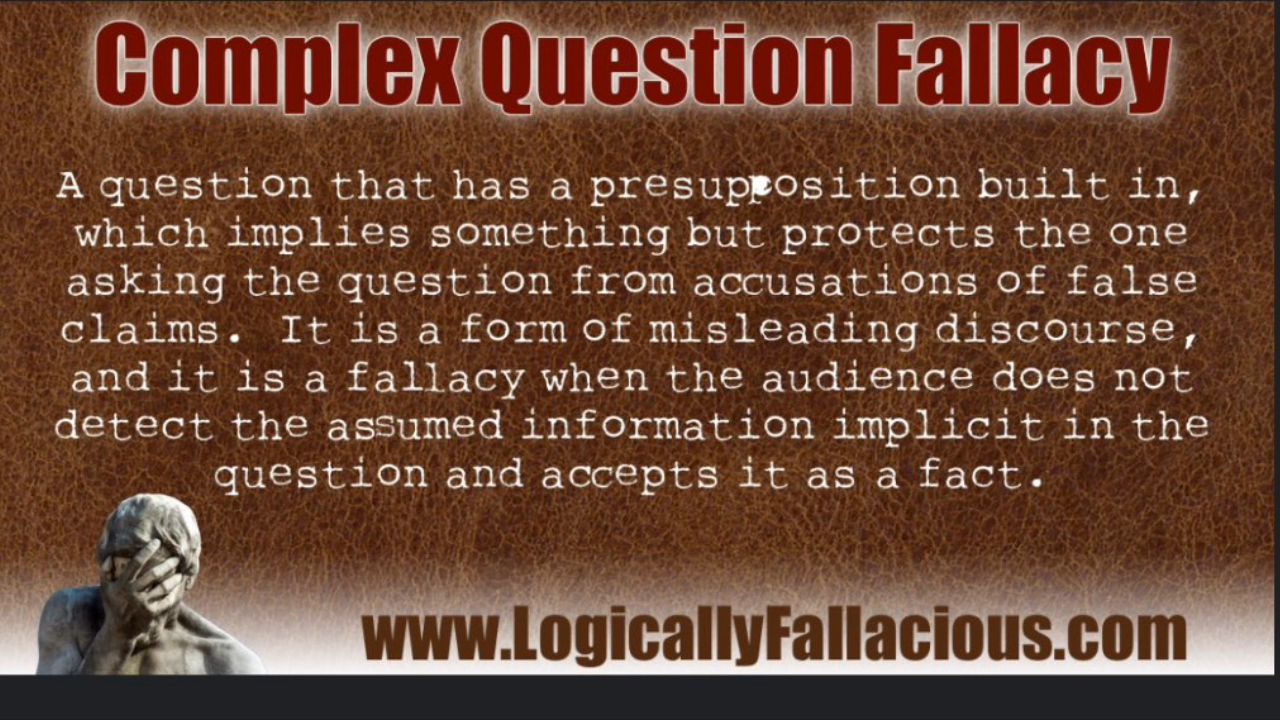 Complex Question Fallacy
A question that has a presupposition built in,
which implies something but protects the one
asking the question from accusations of false
claims. It is a form of misleading discourse,
and it is a fallacy when the audience does not
detect the assumed information implicit in the
question and accepts it as a fact.
www.LogicallyFallacious.com